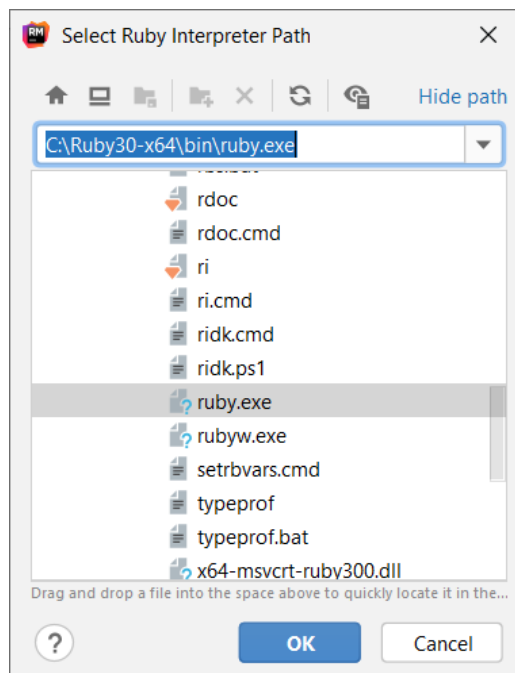 RM Select Ruby Interpreter Path
Hide path
C:\Ruby30-x64\bin\ruby.exe
rdoc
rdoc.cmd
ri
ri.cmd
ridk.cmd
ridk.ps1
ruby.exe
rubyw.exe
setrbvars.cmd
typeprof
typeprof.bat
x64-msvcrt-ruby300.dll
Drag and drop a file into the space above to quickly locate it in the...
? OK Cancel